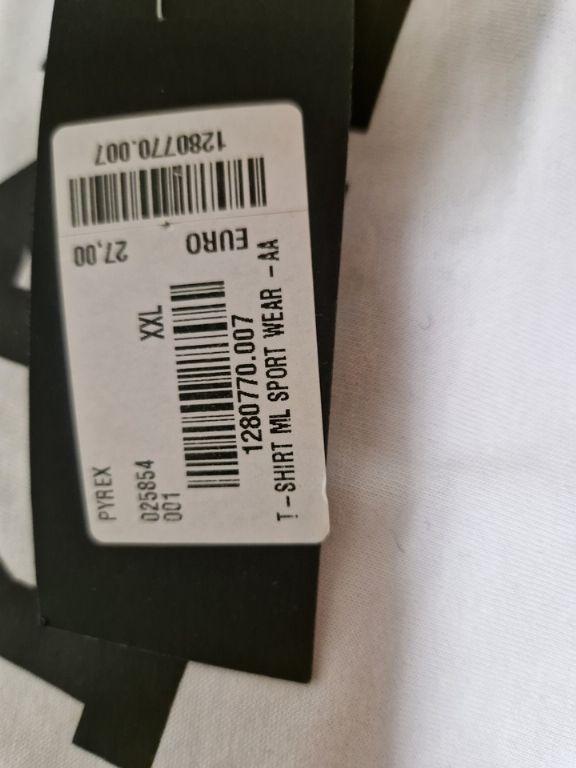 PYREX
025854
001
XXL
1280770.007
T-SHIRT ML SPORT WEAR -AA
EURO 27,00
1280770.007